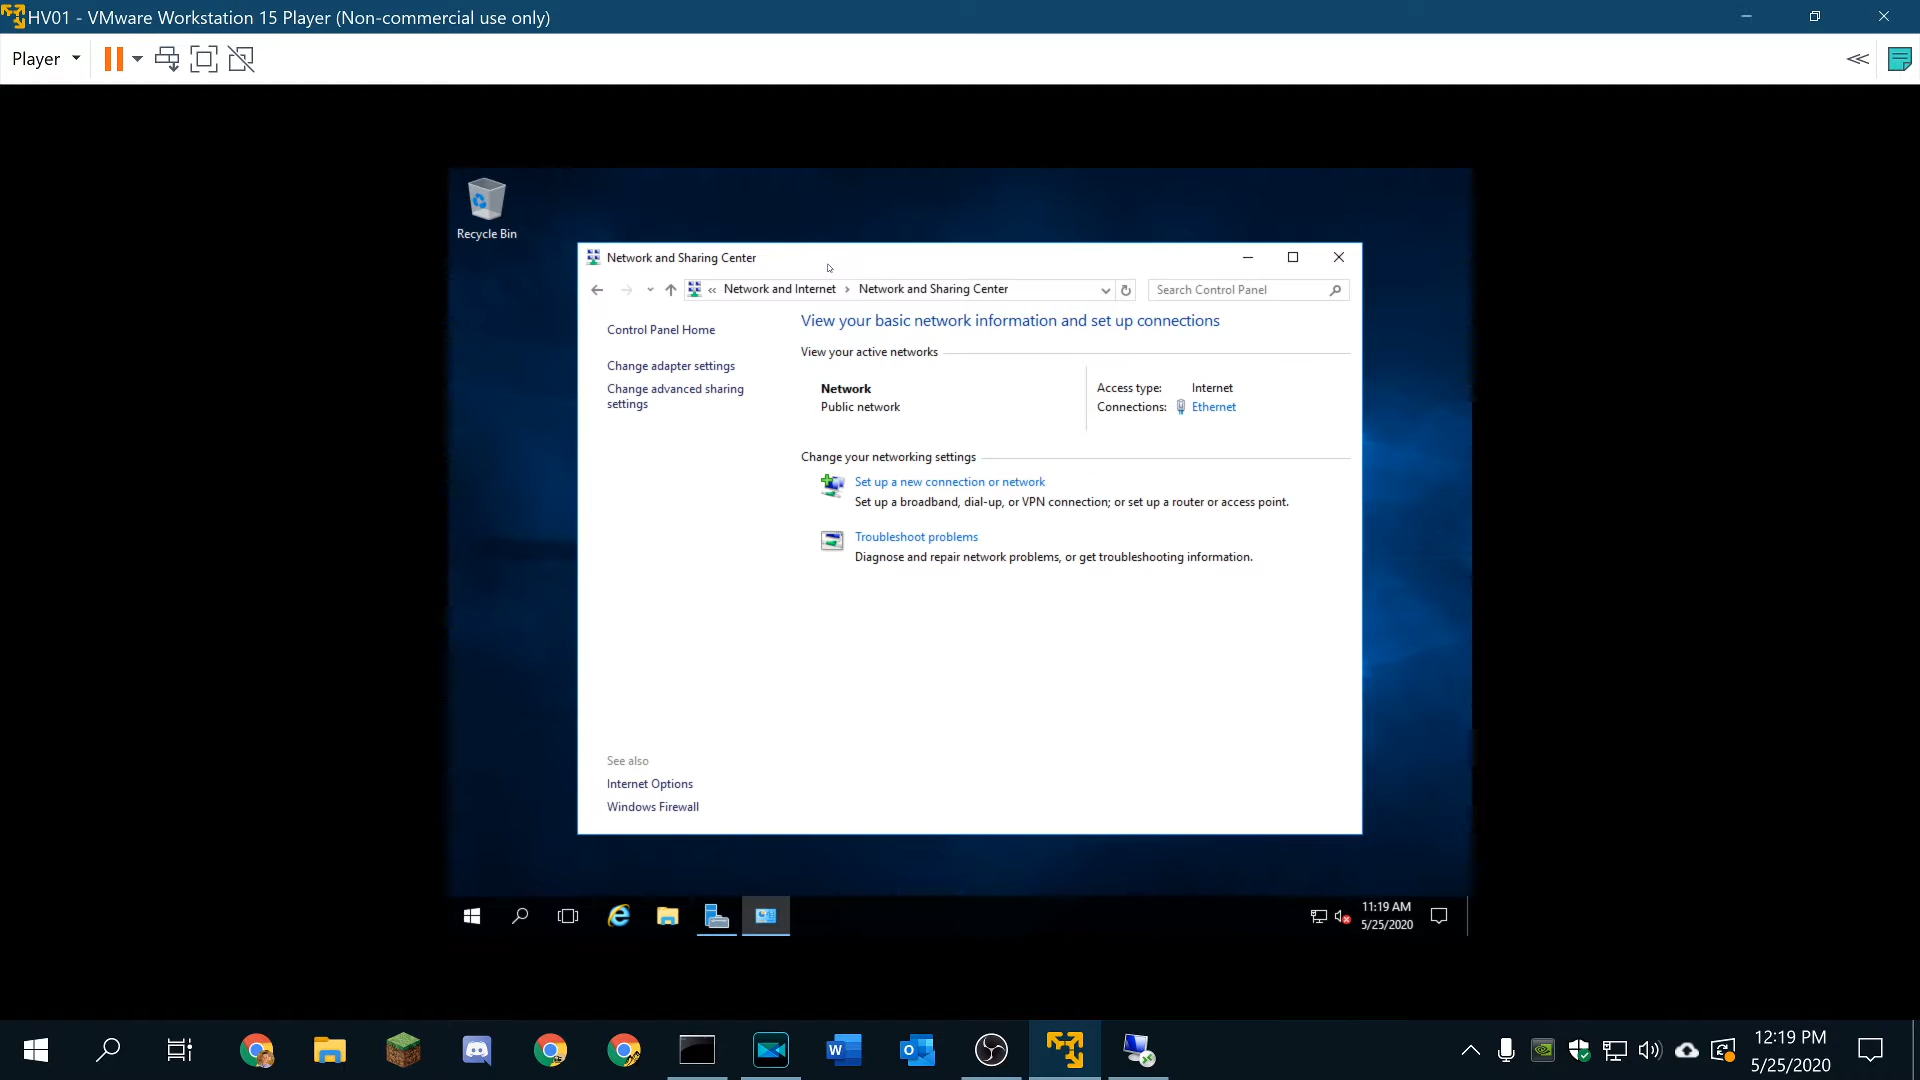 HV01 - VMware Workstation 15 Player (Non-commercial use only)
Player
Recycle Bin
Network and Sharing Center
« Network and Internet › Network and Sharing Center
Search Control Panel
Control Panel Home
Change adapter settings
Change advanced sharing
settings
View your basic network information and set up connections
View your active networks
Network
Public network
Access type: Internet
Connections: Ethernet
Change your networking settings
Set up a new connection or network
Set up a broadband, dial-up, or VPN connection; or set up a router or access point.
Troubleshoot problems
Diagnose and repair network problems, or get troubleshooting information.
See also
Internet Options
Windows Firewall
11:19 AM
5/25/2020
12:19 PM
5/25/2020